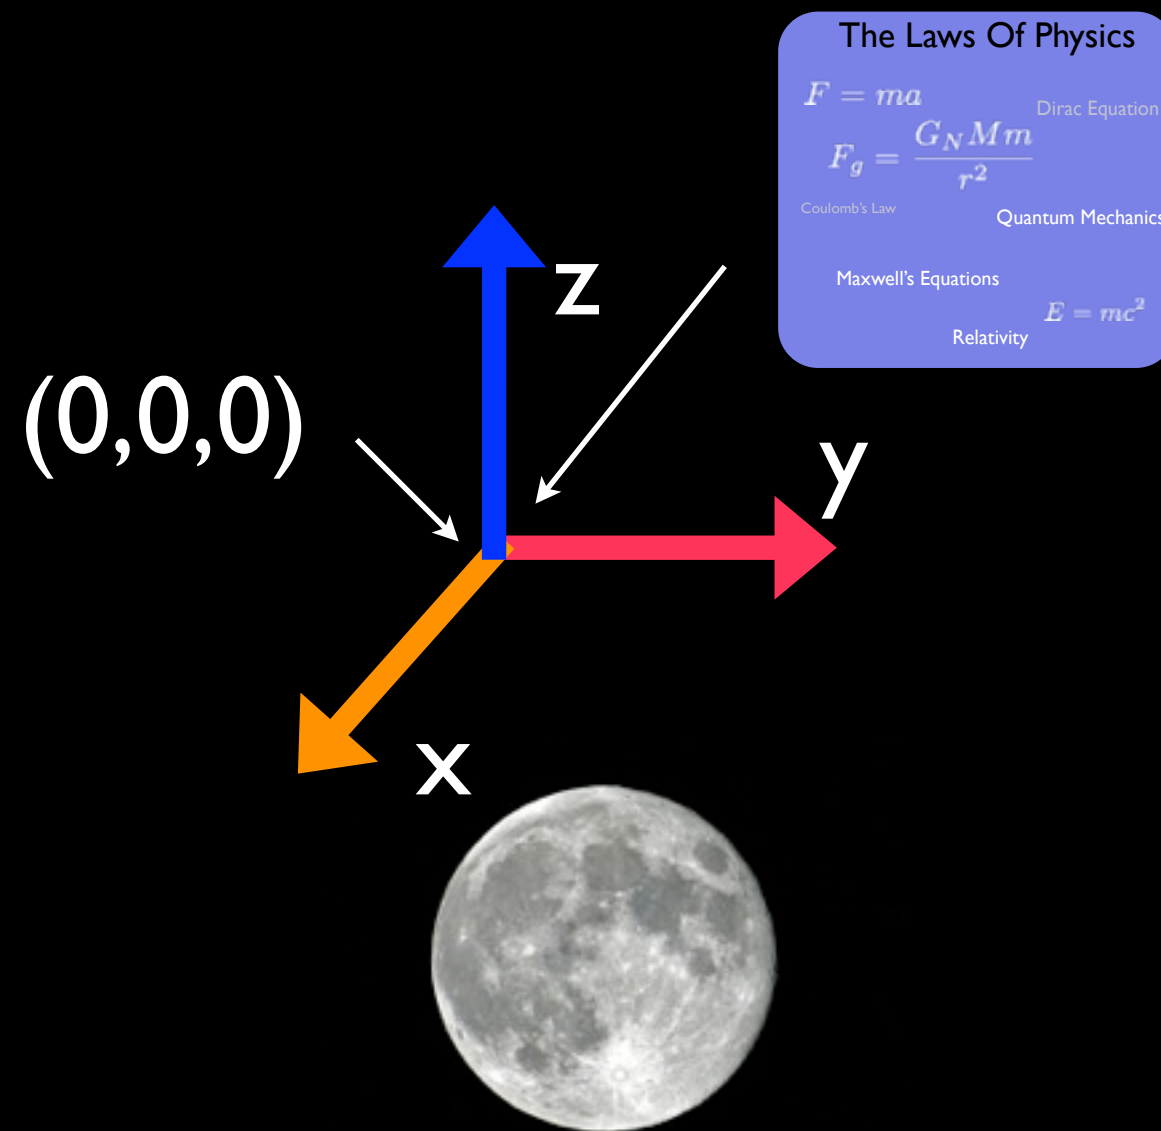 The Laws Of Physics
F = ma
Dirac Equation
F_g = \frac{G_N M m}{r^2}
Coulomb's Law
Quantum Mechanics
Maxwell's Equations
E = mc^2
Relativity
z
(0,0,0)
y
x